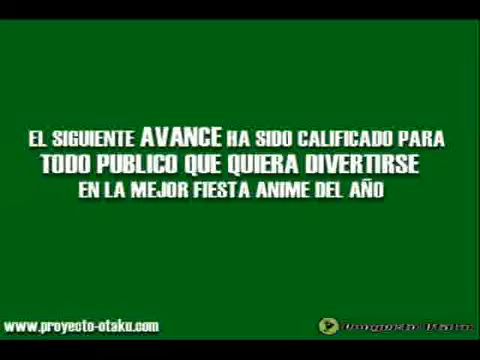 EL SIGUIENTE AVANCE HA SIDO CALIFICADO PARA
TODO PUBLICO QUE QUIERA DIVERTIRSE
EN LA MEJOR FIESTA ANIME DEL AÑO
www.proyecto-otaku.com